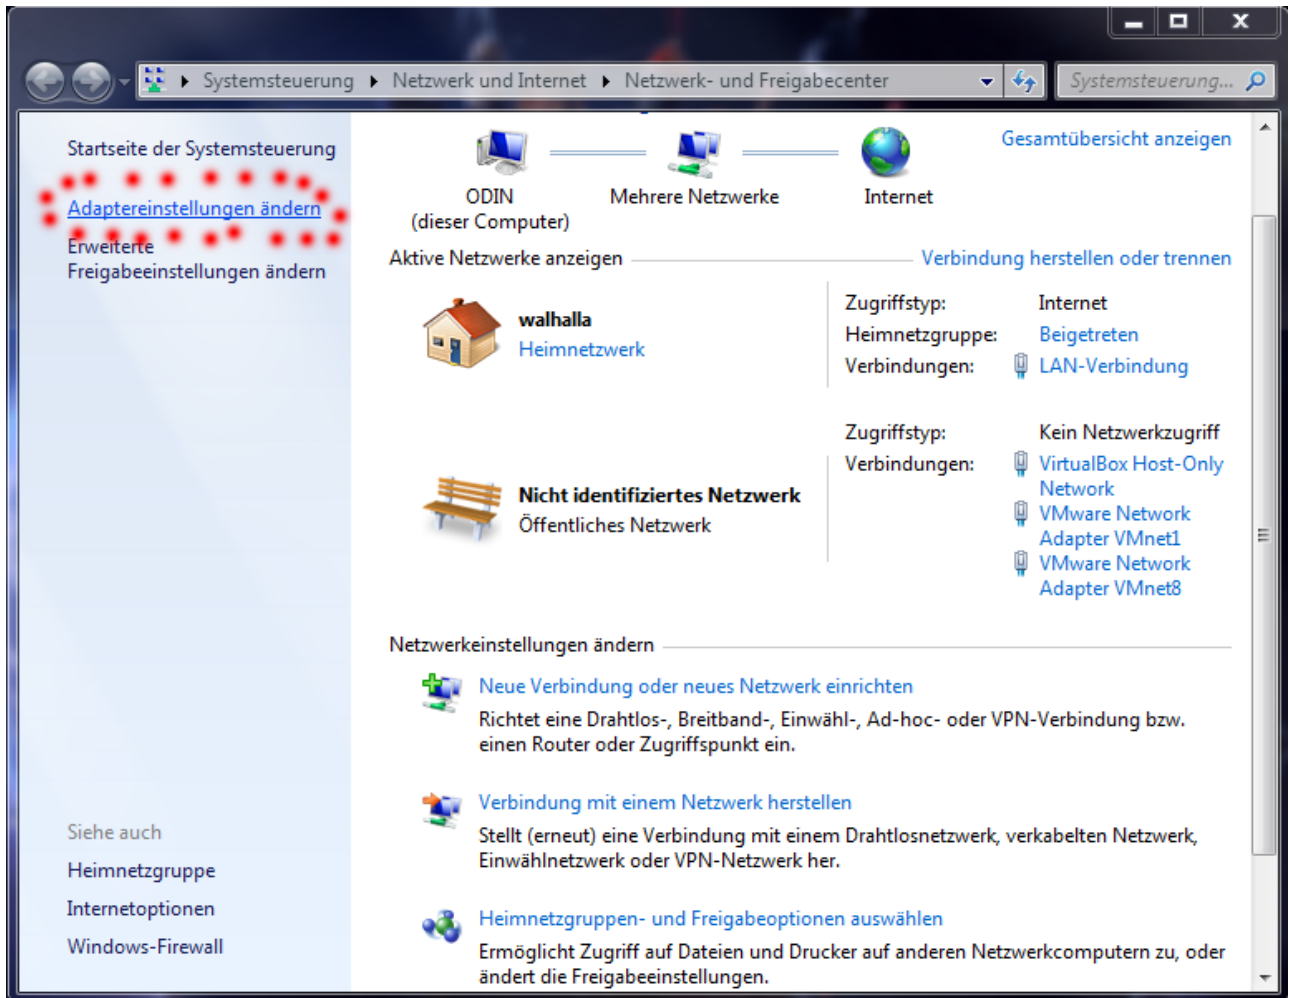 Systemsteuerung Netzwerk und Internet Netzwerk- und Freigabecenter
Systemsteuerung...
Startseite der Systemsteuerung
Adaptereinstellungen ändern
Erweiterte
Freigabeeinstellungen ändern
Siehe auch
Heimnetzgruppe
Internetoptionen
Windows-Firewall
Gesamtübersicht anzeigen
ODIN
(dieser Computer)
Mehrere Netzwerke
Internet
Aktive Netzwerke anzeigen
Verbindung herstellen oder trennen
walhalla
Heimnetzwerk
Zugriffstyp: Internet
Heimnetzgruppe: Beigetreten
Verbindungen: LAN-Verbindung
Nicht identifiziertes Netzwerk
Öffentliches Netzwerk
Zugriffstyp: Kein Netzwerkzugriff
Verbindungen: VirtualBox Host-Only
Network
VMware Network
Adapter VMnet1
VMware Network
Adapter VMnet8
Netzwerkeinstellungen ändern
Neue Verbindung oder neues Netzwerk einrichten
Richtet eine Drahtlos-, Breitband-, Einwähl-, Ad-hoc- oder VPN-Verbindung bzw.
einen Router oder Zugriffspunkt ein.
Verbindung mit einem Netzwerk herstellen
Stellt (erneut) eine Verbindung mit einem Drahtlosnetzwerk, verkabelten Netzwerk,
Einwählnetzwerk oder VPN-Netzwerk her.
Heimnetzgruppen- und Freigabeoptionen auswählen
Ermöglicht Zugriff auf Dateien und Drucker auf anderen Netzwerkcomputern zu, oder
ändert die Freigabeeinstellungen.